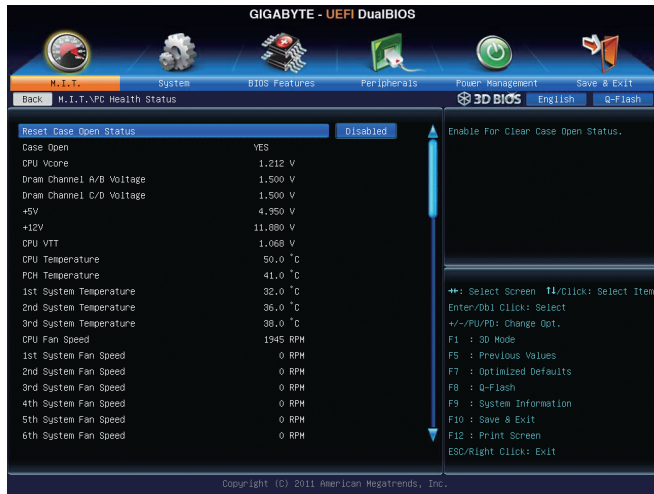 GIGABYTE - UEFI DualBIOS
M.I.T. System BIOS Features Peripherals Power Management Save & Exit
Back M.I.T.\PC Health Status 3D BIOS English Q-Flash
Reset Case Open Status Disabled Enable For Clear Case Open Status.
Case Open YES
CPU Vcore 1.212 V
Dram Channel A/B Voltage 1.500 V
Dram Channel C/D Voltage 1.500 V
+5V 4.950 V
+12V 11.880 V
CPU VTT 1.068 V
CPU Temperature 50.0 °C
PCH Temperature 41.0 °C
1st System Temperature 32.0 °C
2nd System Temperature 36.0 °C
3rd System Temperature 38.0 °C
CPU Fan Speed 1945 RPM
1st System Fan Speed 0 RPM
2nd System Fan Speed 0 RPM
3rd System Fan Speed 0 RPM
4th System Fan Speed 0 RPM
5th System Fan Speed 0 RPM
6th System Fan Speed 0 RPM
→←: Select Screen ↑↓/Click: Select Item
Enter/Dbl Click: Select
+/-/PU/PD: Change Opt.
F1 : 3D Mode
F5 : Previous Values
F7 : Optimized Defaults
F8 : Q-Flash
F9 : System Information
F10 : Save & Exit
F12 : Print Screen
ESC/Right Click: Exit
Copyright (C) 2011 American Megatrends, Inc.